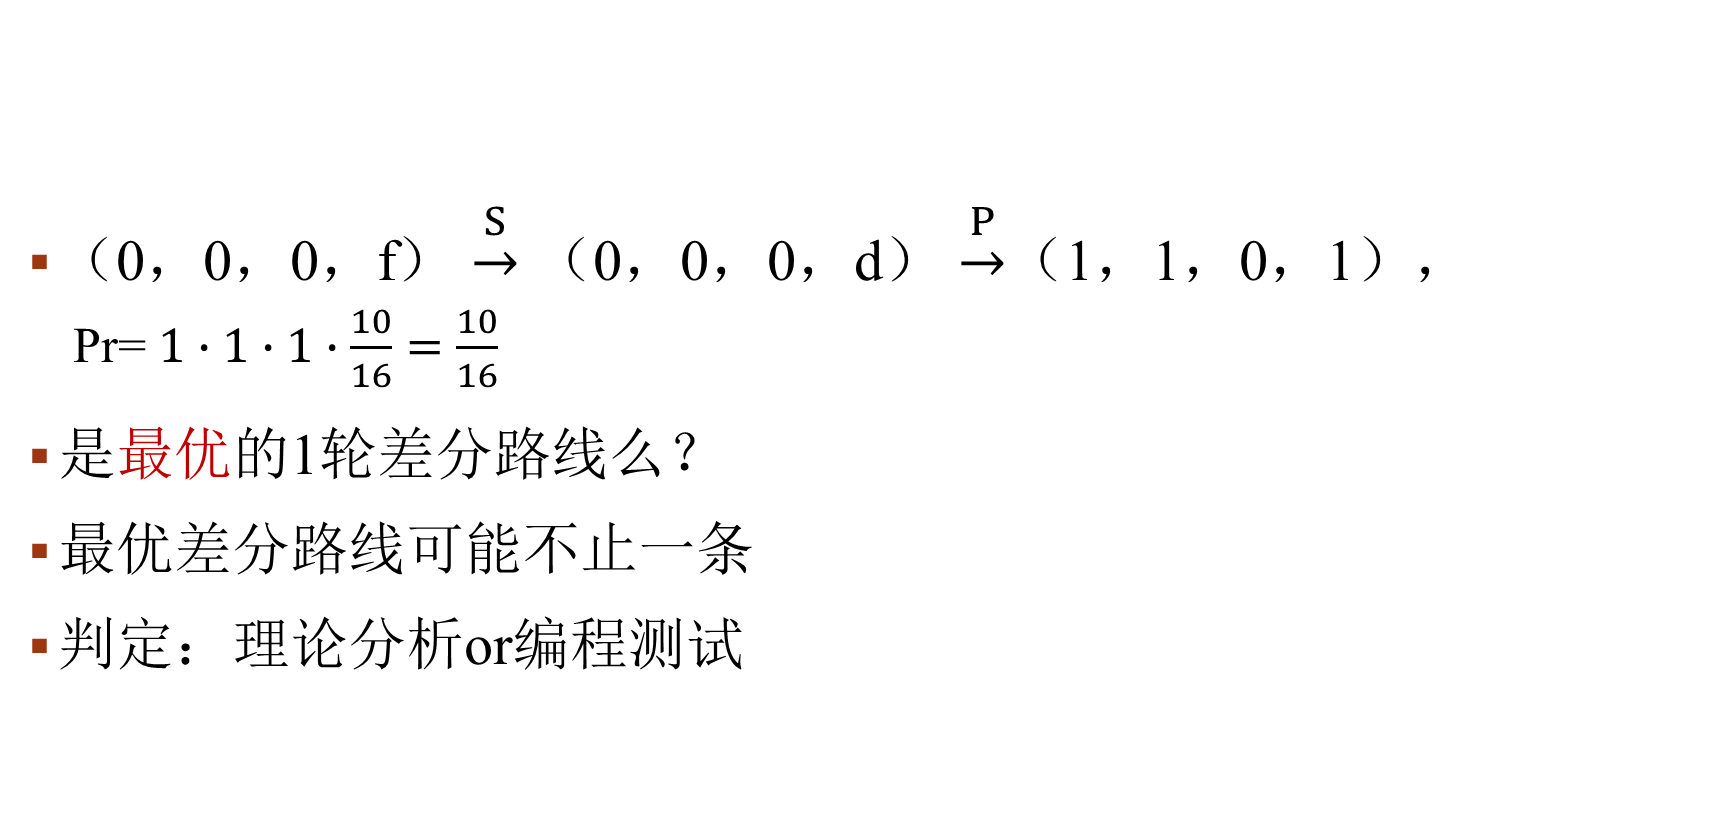 ▪（0，0，0，f） S→ （0，0，0，d） P→ （1，1，0，1），
Pr= 1·1·1·10/16 = 10/16
▪是最优的1轮差分路线么？
▪最优差分路线可能不止一条
▪判定：理论分析or编程测试